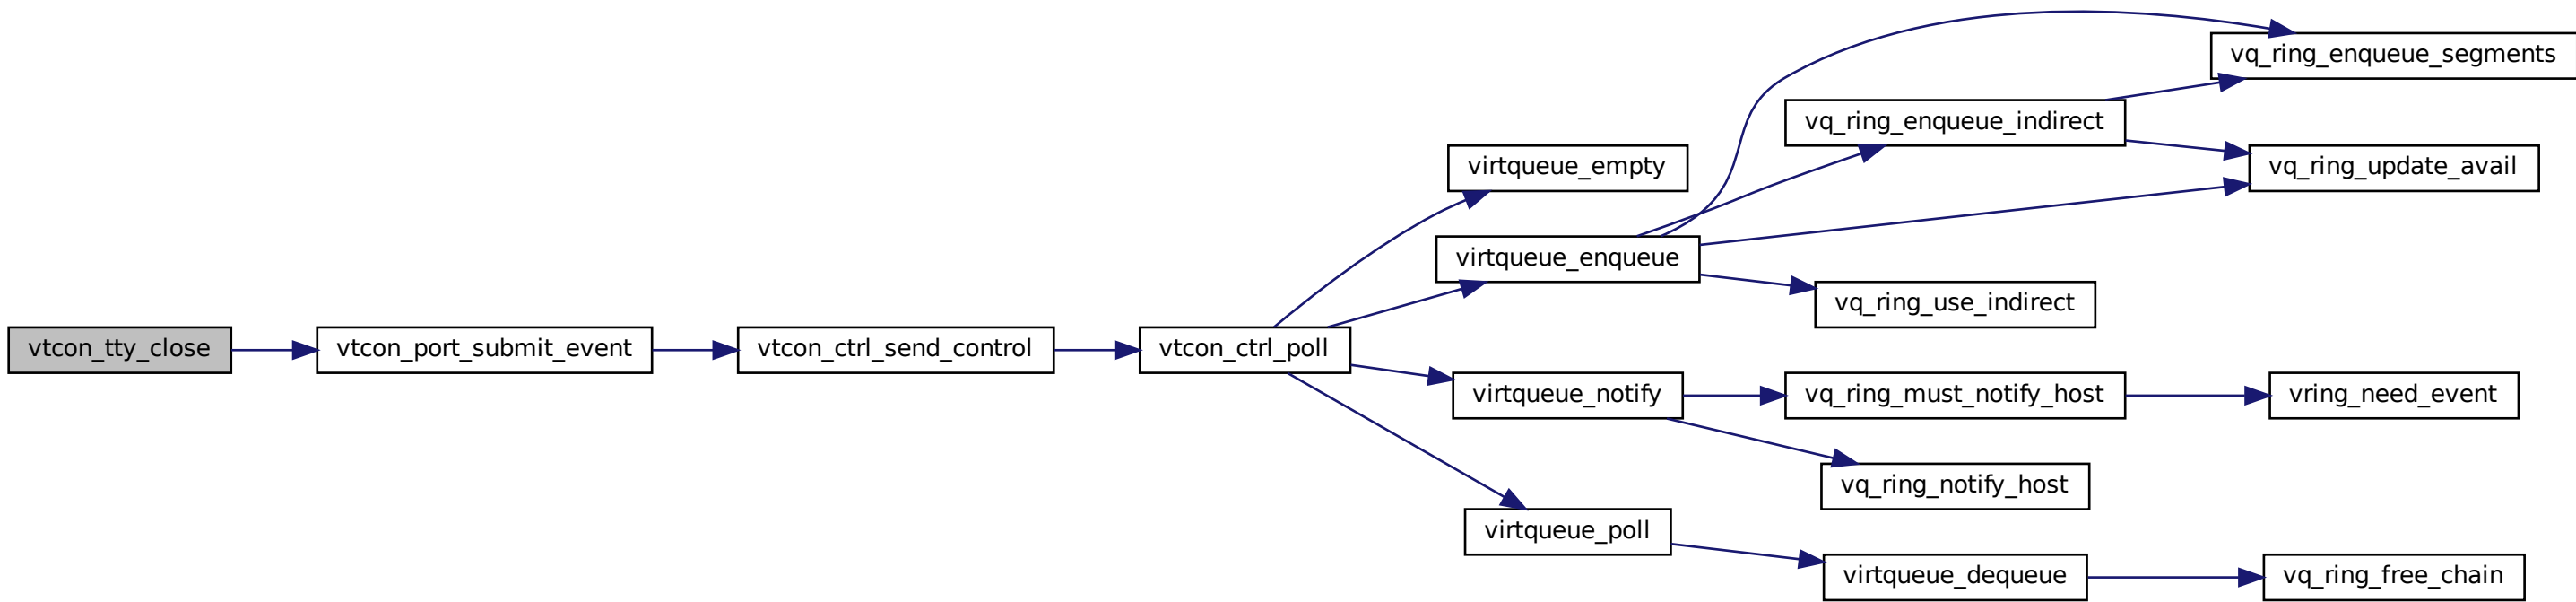 vtcon_tty_close
vtcon_port_submit_event
vtcon_ctrl_send_control
vtcon_ctrl_poll
virtqueue_empty
virtqueue_enqueue
virtqueue_notify
virtqueue_poll
vq_ring_enqueue_indirect
vq_ring_use_indirect
vq_ring_must_notify_host
vq_ring_notify_host
virtqueue_dequeue
vq_ring_enqueue_segments
vq_ring_update_avail
vring_need_event
vq_ring_free_chain